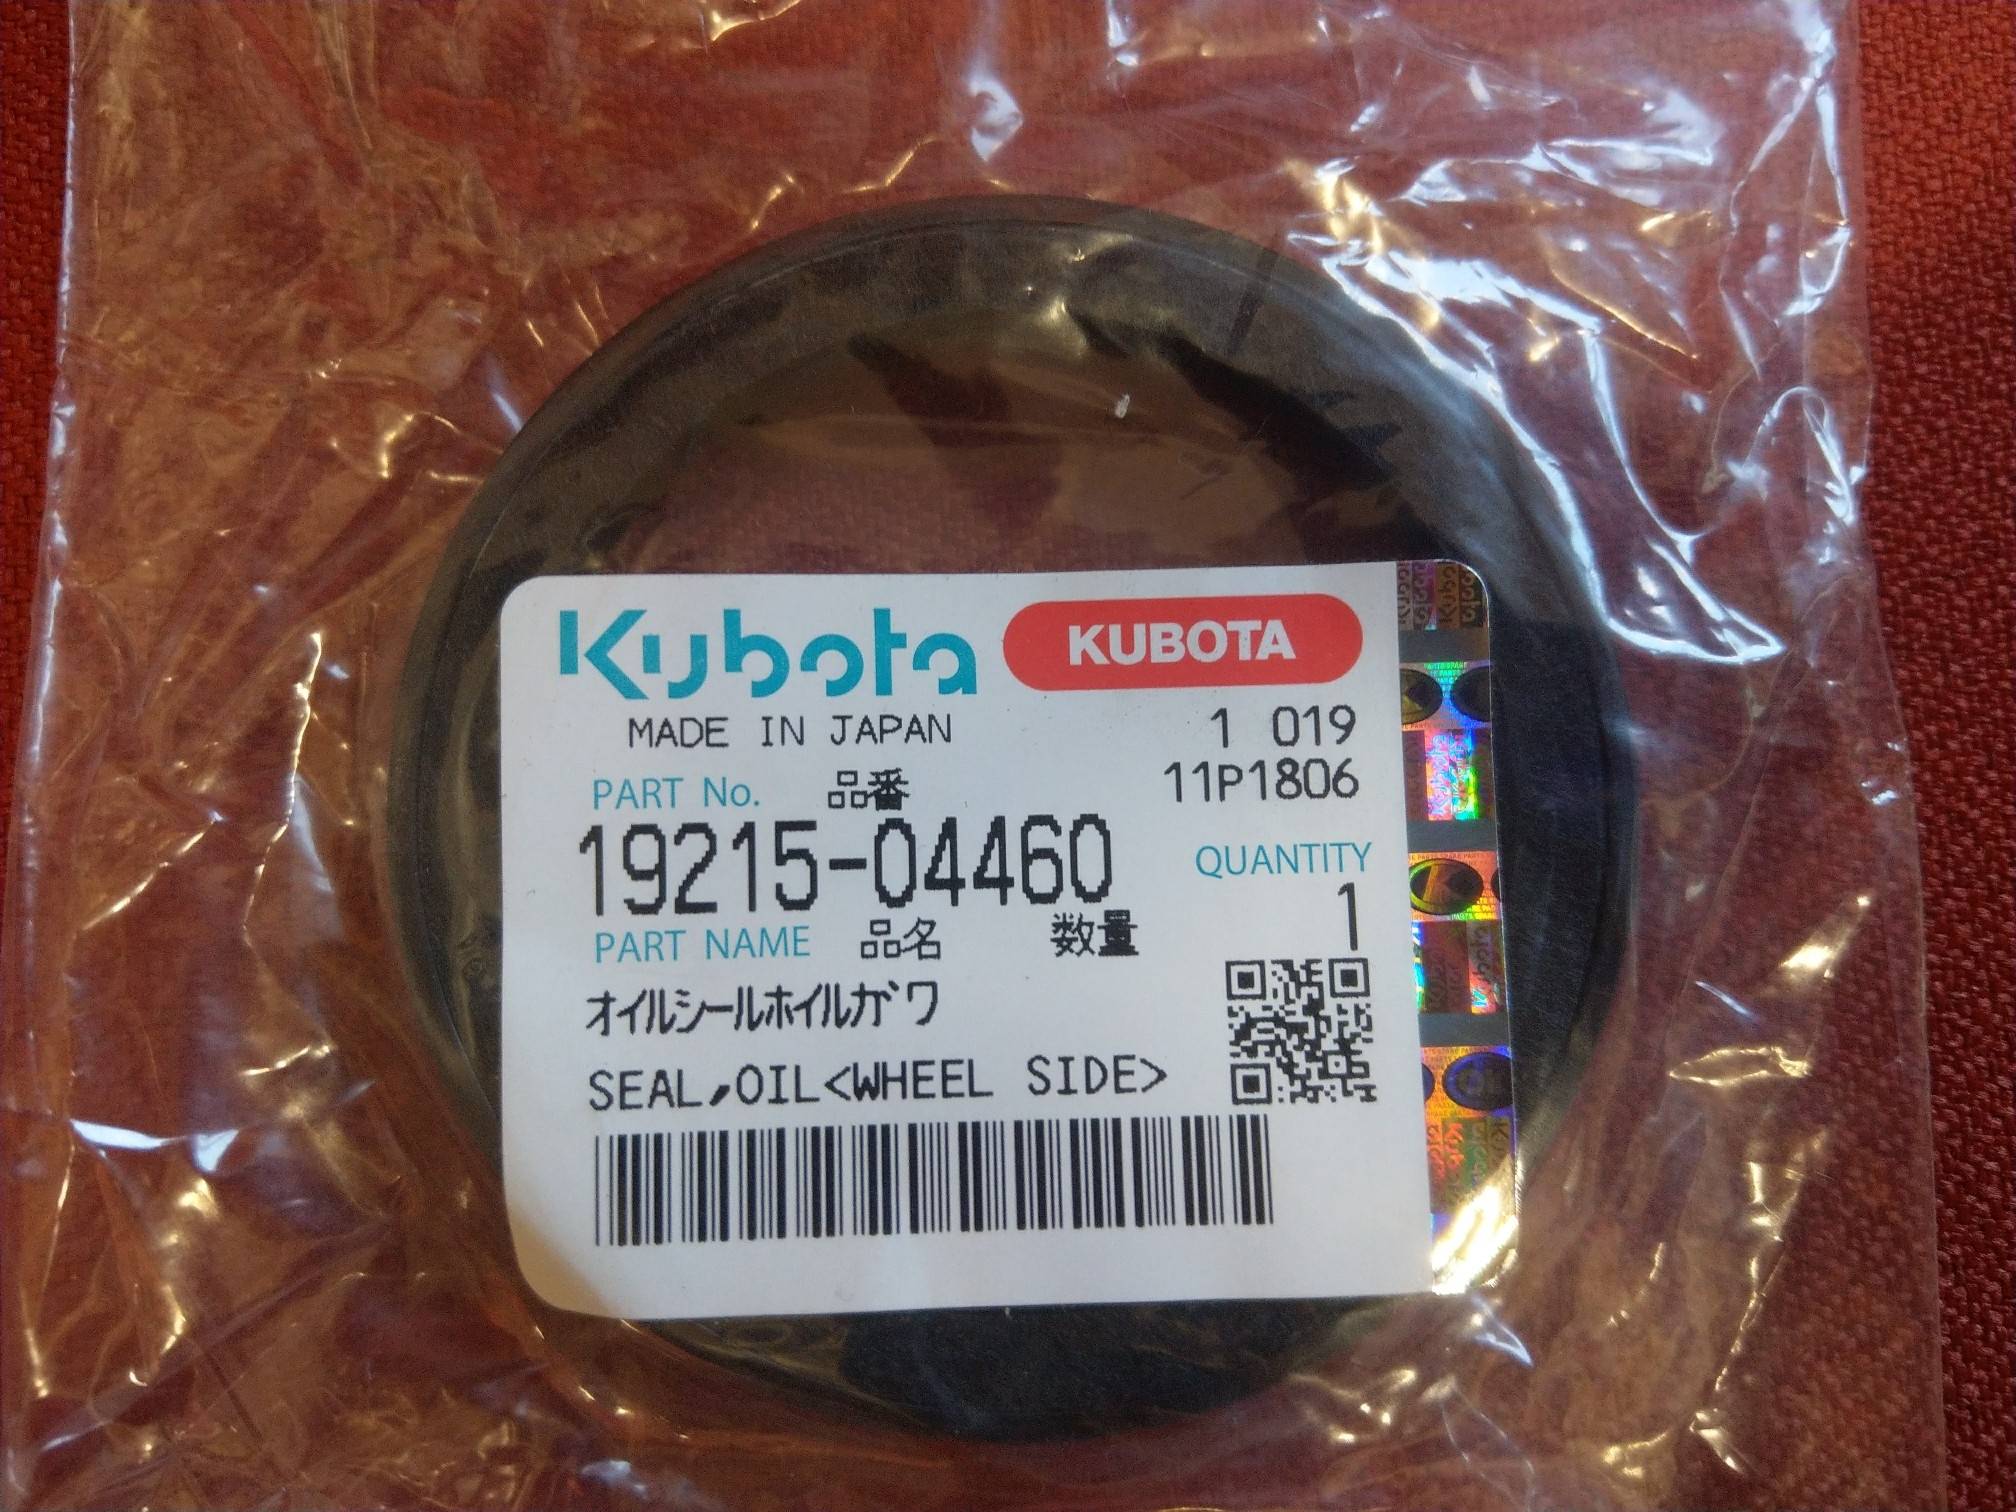 Kubota KUBOTA
MADE IN JAPAN 1 019
11P1806
PART No. 品番
19215-04460
QUANTITY
1
PART NAME 品名 数量
オイルシールホイルガワ
SEAL,OIL<WHEEL SIDE>